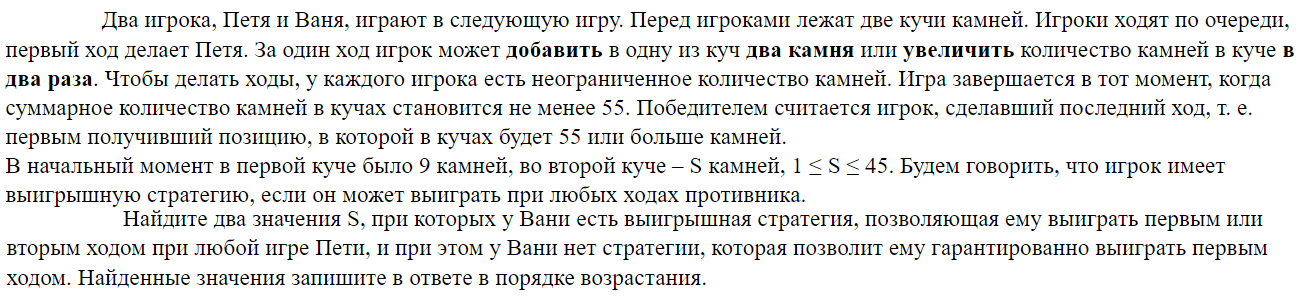 Два игрока, Петя и Ваня, играют в следующую игру. Перед игроками лежат две кучи камней. Игроки ходят по очереди,
первый ход делает Петя. За один ход игрок может добавить в одну из куч два камня или увеличить количество камней в куче в
два раза. Чтобы делать ходы, у каждого игрока есть неограниченное количество камней. Игра завершается в тот момент, когда
суммарное количество камней в кучах становится не менее 55. Победителем считается игрок, сделавший последний ход, т. е.
первым получивший позицию, в которой в кучах будет 55 или больше камней.
В начальный момент в первой куче было 9 камней, во второй куче – S камней, 1 ≤ S ≤ 45. Будем говорить, что игрок имеет
выигрышную стратегию, если он может выиграть при любых ходах противника.
Найдите два значения S, при которых у Вани есть выигрышная стратегия, позволяющая ему выиграть первым или
вторым ходом при любой игре Пети, и при этом у Вани нет стратегии, которая позволит ему гарантированно выиграть первым
ходом. Найденные значения запишите в ответе в порядке возрастания.